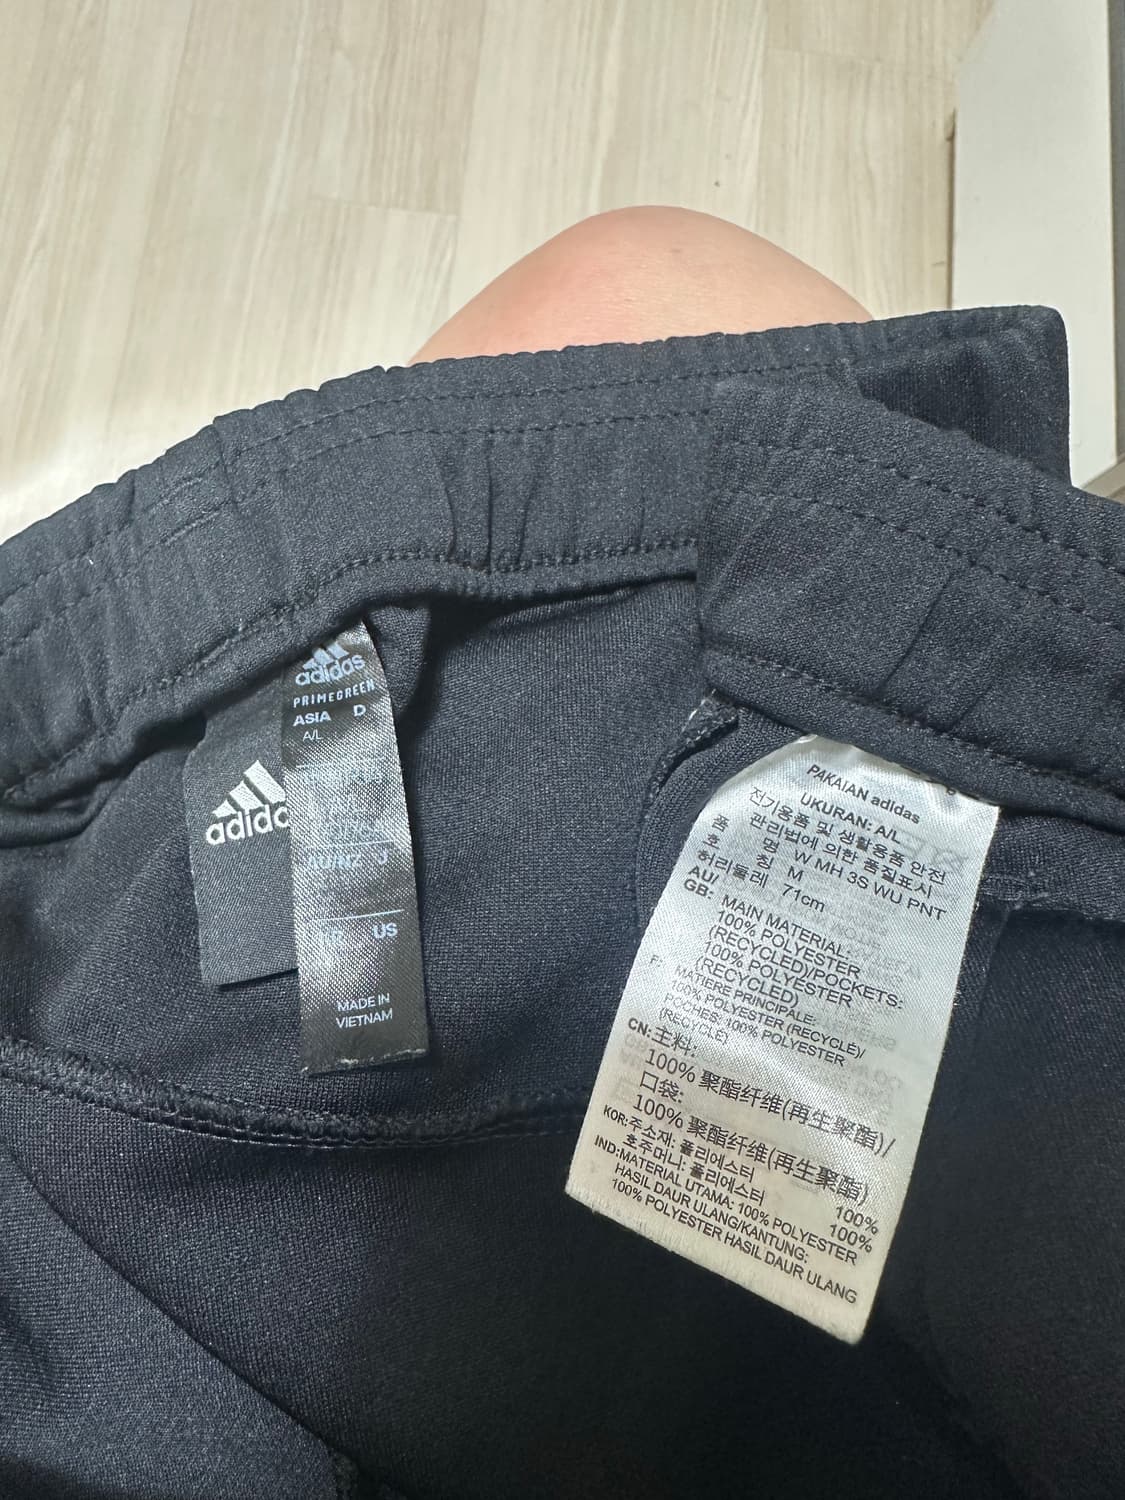 adidas
PRIMEGREEN
ASIA D
A/L
AU/NZ J
US
MADE IN
VIETNAM
adidas
PAKAIAN adidas
UKURAN: A/L
전기용품 및 생활용품 안전
관리법에 의한 품질표시
품 명 W MH 3S WU PNT
호 칭 M
허리둘레 71cm
AU/
GB: MAIN MATERIAL:
100% POLYESTER
(RECYCLED)/POCKETS:
100% POLYESTER
(RECYCLED)
F: MATIERE PRINCIPALE:
100% POLYESTER (RECYCLÉ)/
POCHES: 100% POLYESTER
(RECYCLÉ)
CN:主料:
100% 聚酯纤维(再生聚酯)/
口袋:
100% 聚酯纤维(再生聚酯)
KOR:주소재: 폴리에스터 100%
호주머니: 폴리에스터 100%
IND:MATERIAL UTAMA: 100% POLYESTER
HASIL DAUR ULANG/KANTUNG:
100% POLYESTER HASIL DAUR ULANG